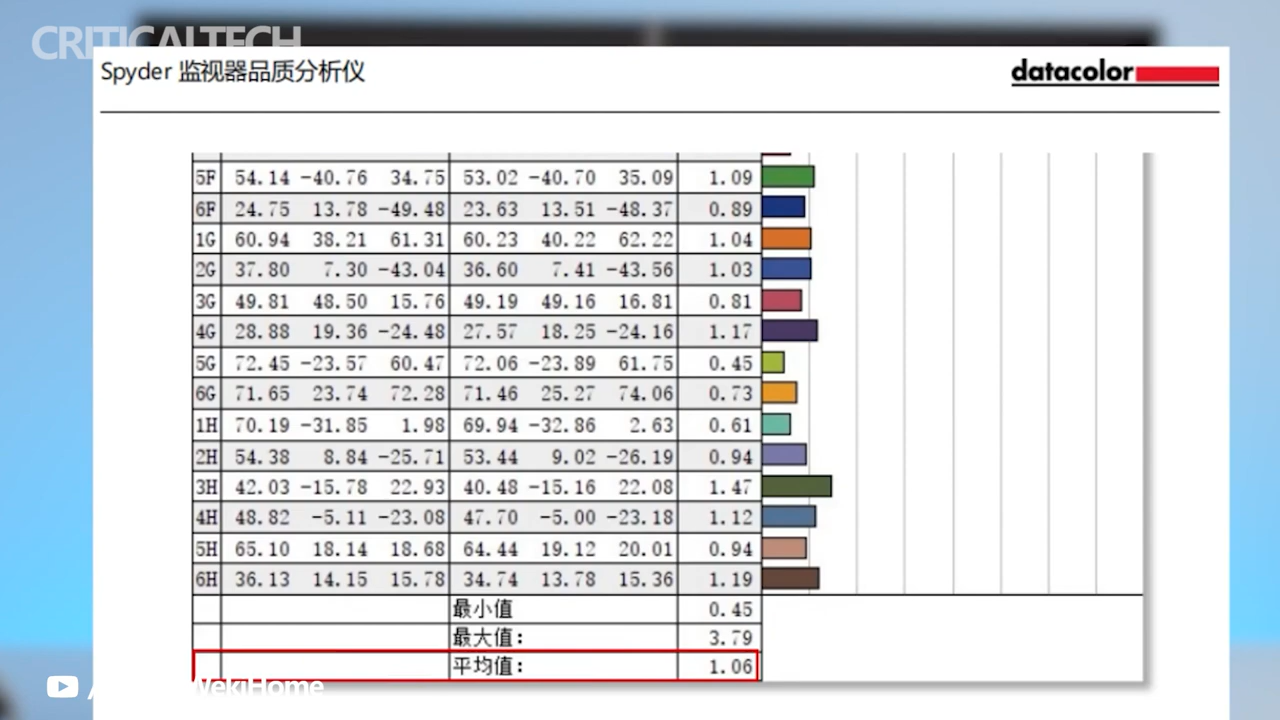 CRITICALTECH
Spyder 监视器品质分析仪
datacolor
5F 54.14 -40.76 34.75 53.02 -40.70 35.09 1.09
6F 24.75 13.78 -49.48 23.63 13.51 -48.37 0.89
1G 60.94 38.21 61.31 60.23 40.22 62.22 1.04
2G 37.80 7.30 -43.04 36.60 7.41 -43.56 1.03
3G 49.81 48.50 15.76 49.19 49.16 16.81 0.81
4G 28.88 19.36 -24.48 27.57 18.25 -24.16 1.17
5G 72.45 -23.57 60.47 72.06 -23.89 61.75 0.45
6G 71.65 23.74 72.28 71.46 25.27 74.06 0.73
1H 70.19 -31.85 1.98 69.94 -32.86 2.63 0.61
2H 54.38 8.84 -25.71 53.44 9.02 -26.19 0.94
3H 42.03 -15.78 22.93 40.48 -15.16 22.08 1.47
4H 48.82 -5.11 -23.08 47.70 -5.00 -23.18 1.12
5H 65.10 18.14 18.68 64.44 19.12 20.01 0.94
6H 36.13 14.15 15.78 34.74 13.78 15.36 1.19
最小值 0.45
最大值: 3.79
平均值: 1.06